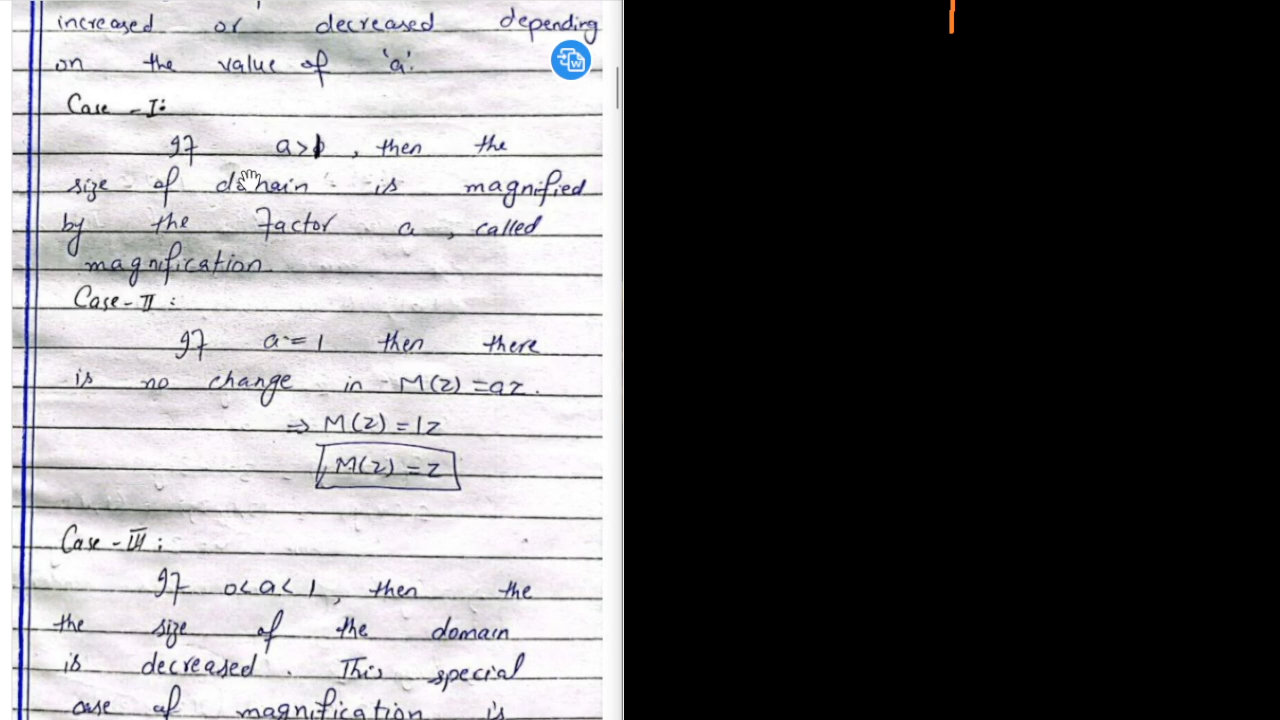 increased or decreased depending
on the value of 'a'.
Case - I:
If a>1, then the
size of domain is magnified
by the factor a, called
magnification.
Case - II:
If a = 1 then there
is no change in M(z) = az.
⇒ M(z) = 1z
M(z) = z
Case - III:
If 0<a<1, then the
the size of the domain
is decreased. This special
case of magnification is